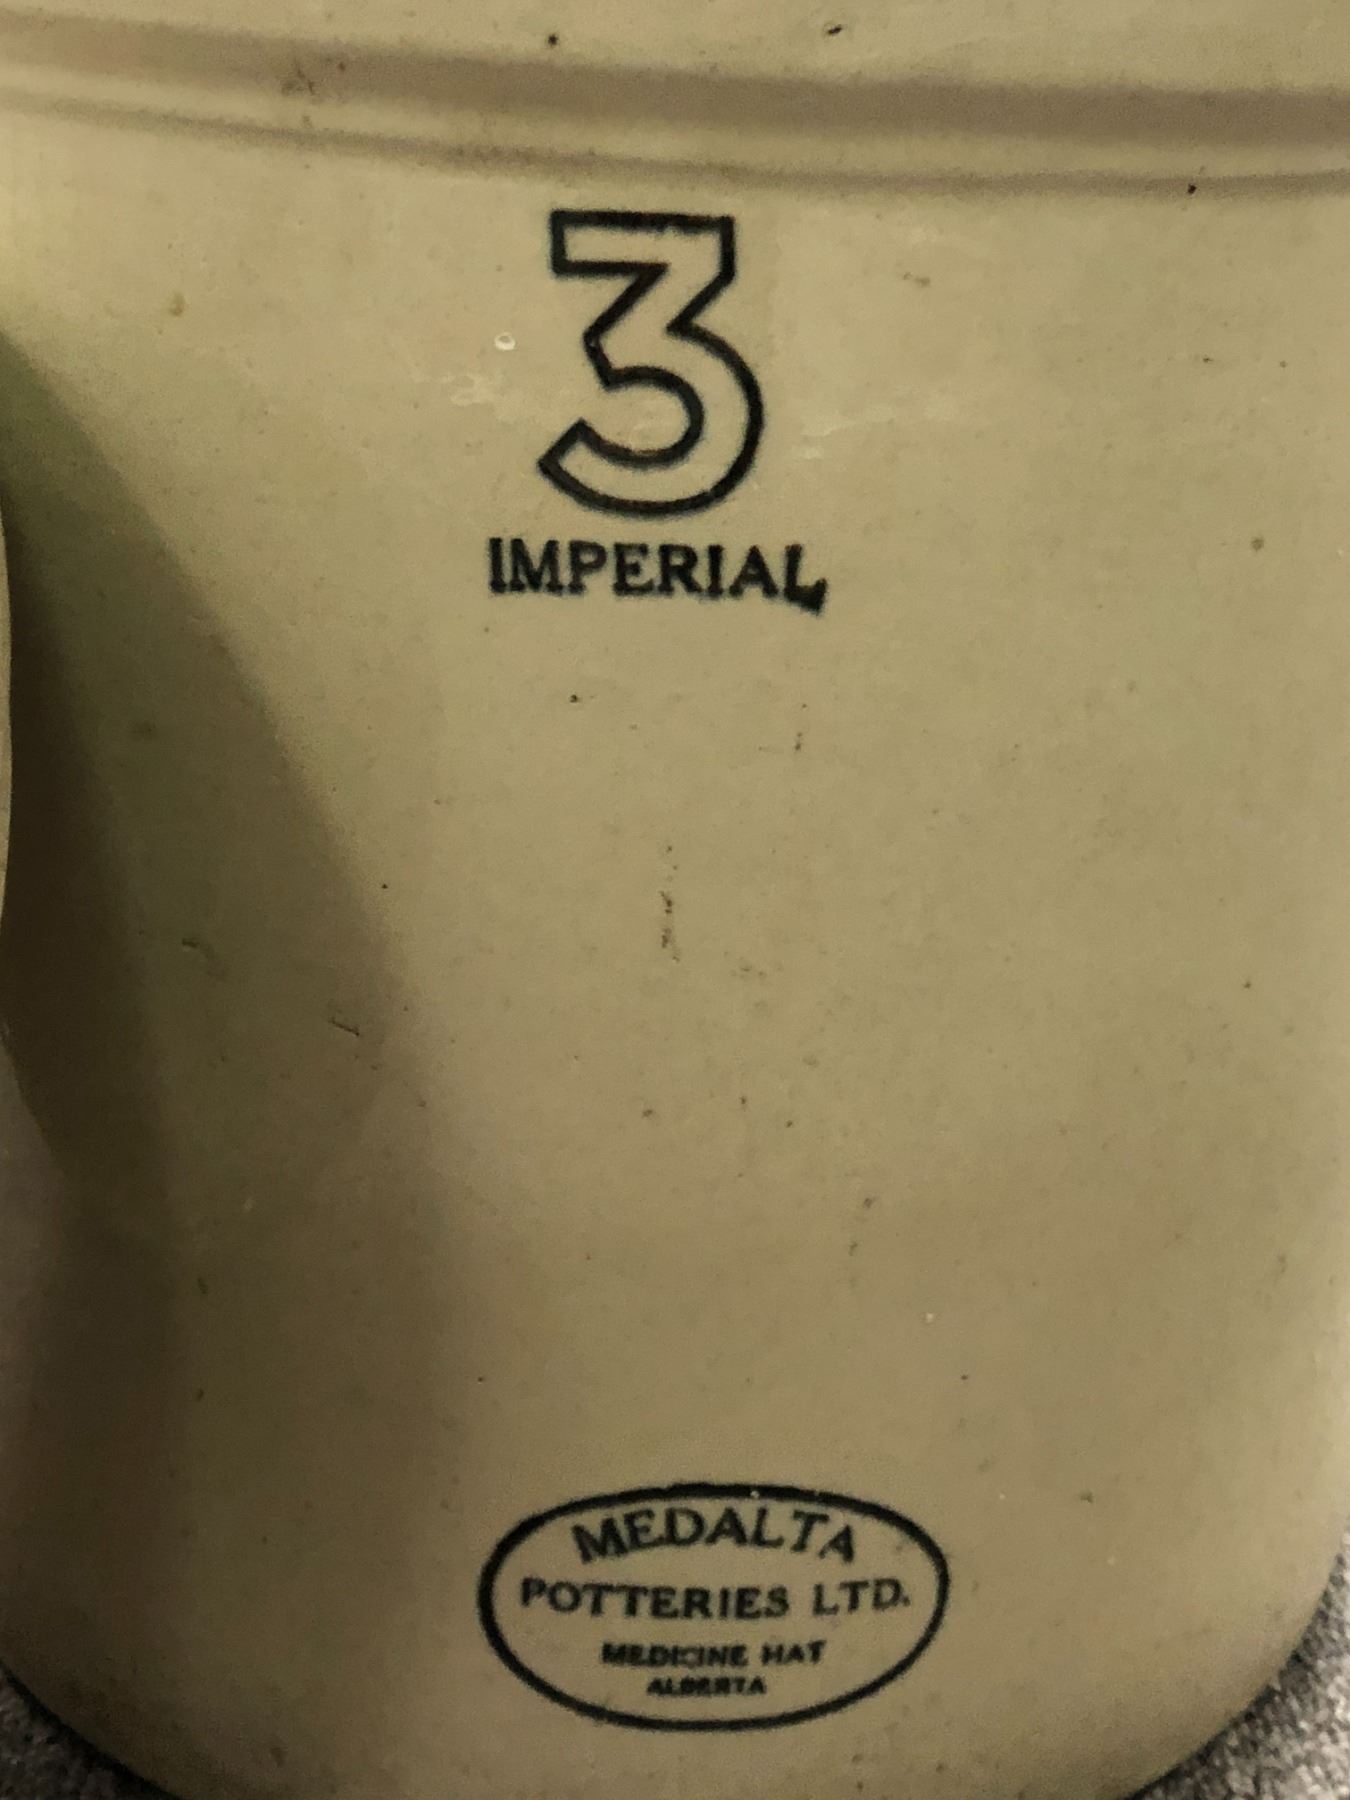 3
IMPERIAL
MEDALTA
POTTERIES LTD.
MEDICINE HAT
ALBERTA